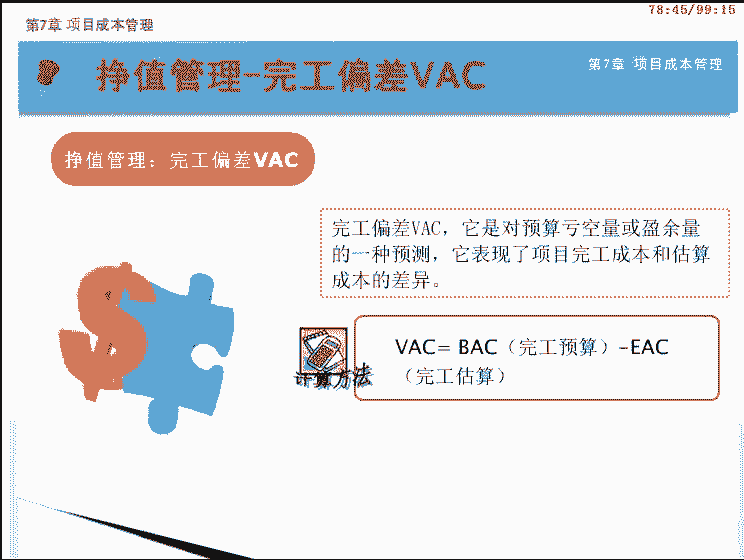 78:45/99:15
第7章 项目成本管理
挣值管理-完工偏差VAC
第7章 项目成本管理
挣值管理：完工偏差VAC
完工偏差VAC，它是对预算亏空量或盈余量
的一种预测，它表现了项目完工成本和估算
成本的差异。
计算方法
VAC= BAC（完工预算）-EAC
（完工估算）